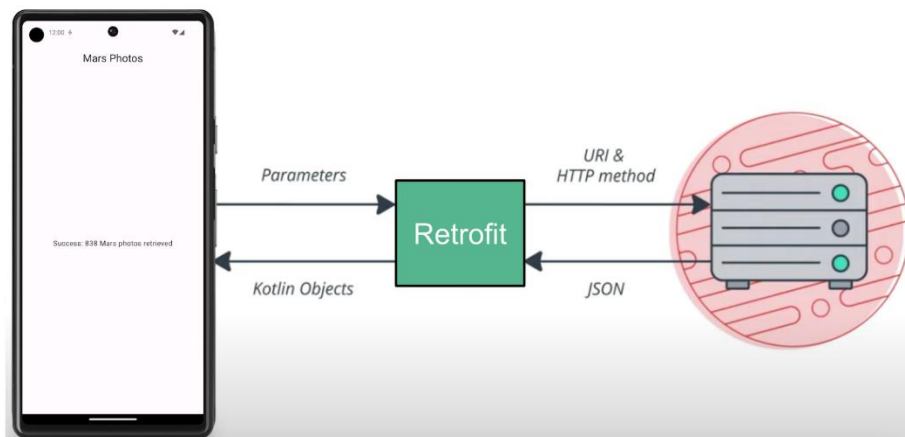 12:00
Mars Photos
Success: 838 Mars photos retrieved
Parameters
Kotlin Objects
Retrofit
URI &
HTTP method
JSON